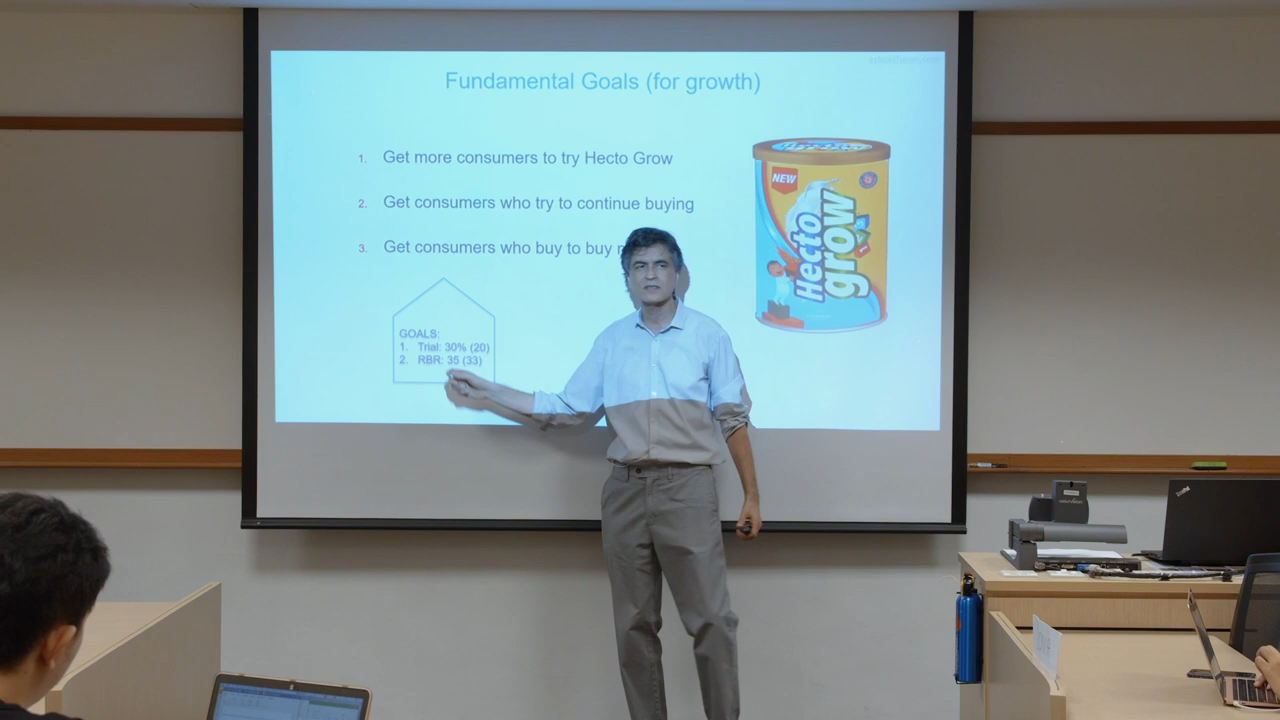 Fundamental Goals (for growth)
1. Get more consumers to try Hecto Grow
2. Get consumers who try to continue buying
3. Get consumers who buy to buy
GOALS:
1. Trial: 30% (20)
2. RBR: 35 (33)
NEW
Hecto
grow
ThinkPad